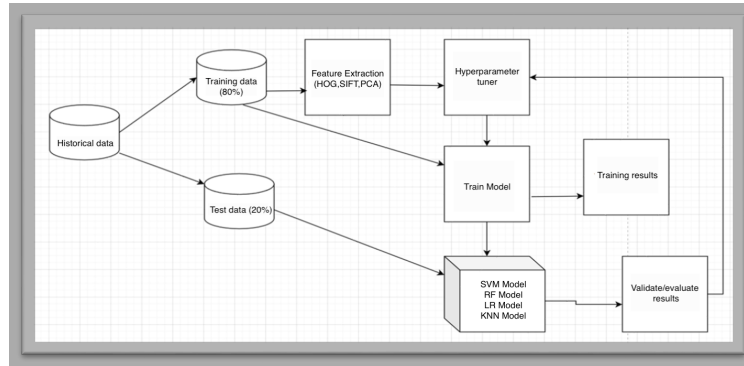 Training data
(80%)
Feature Extraction
(HOG,SIFT,PCA)
Hyperparameter
tuner
Historical data
Train Model
Training results
Test data (20%)
SVM Model
RF Model
LR Model
KNN Model
Validate/evaluate
results